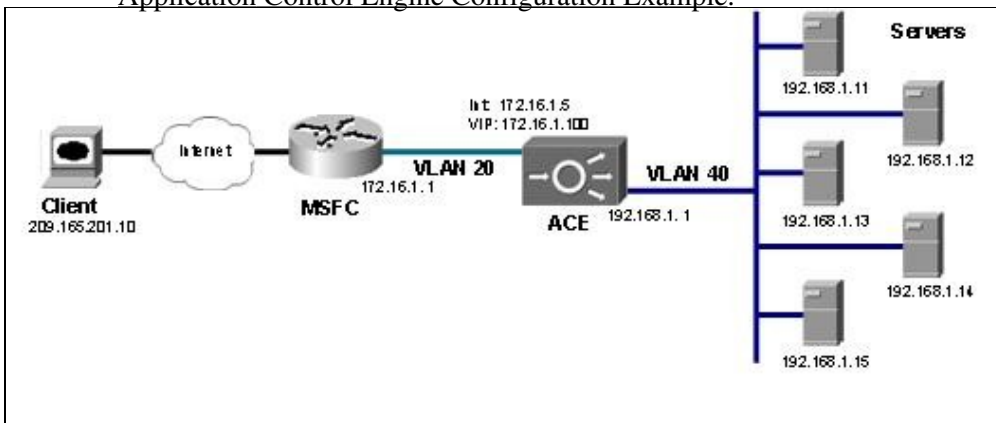 Application Control Engine Configuration Example.
Servers
192.168.1.11
Int: 172.16.1.5
VIP: 172.16.1.100
Internet
VLAN 20
VLAN 40
192.168.1.12
172.16.1.1
Client
MSFC
ACE
192.168.1.1
192.168.1.13
209.165.201.10
192.168.1.14
192.168.1.15